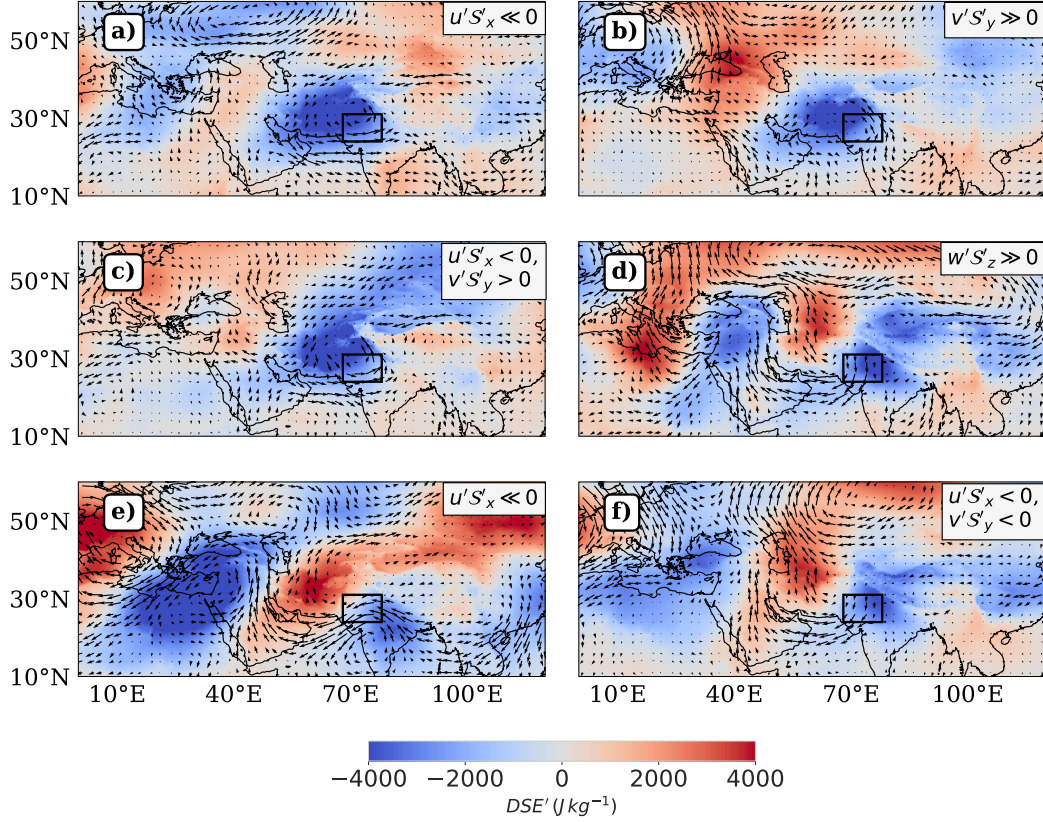 a)
u′S′ₓ ≪ 0
b)
v′S′ᵧ ≫ 0
50°N
30°N
10°N
c)
u′S′ₓ < 0,
v′S′ᵧ > 0
d)
w′S′_z ≫ 0
50°N
30°N
10°N
e)
u′S′ₓ ≪ 0
f)
u′S′ₓ < 0,
v′S′ᵧ < 0
50°N
30°N
10°N
10°E 40°E 70°E 100°E
10°E 40°E 70°E 100°E
−4000 −2000 0 2000 4000
DSE′ (J kg⁻¹)